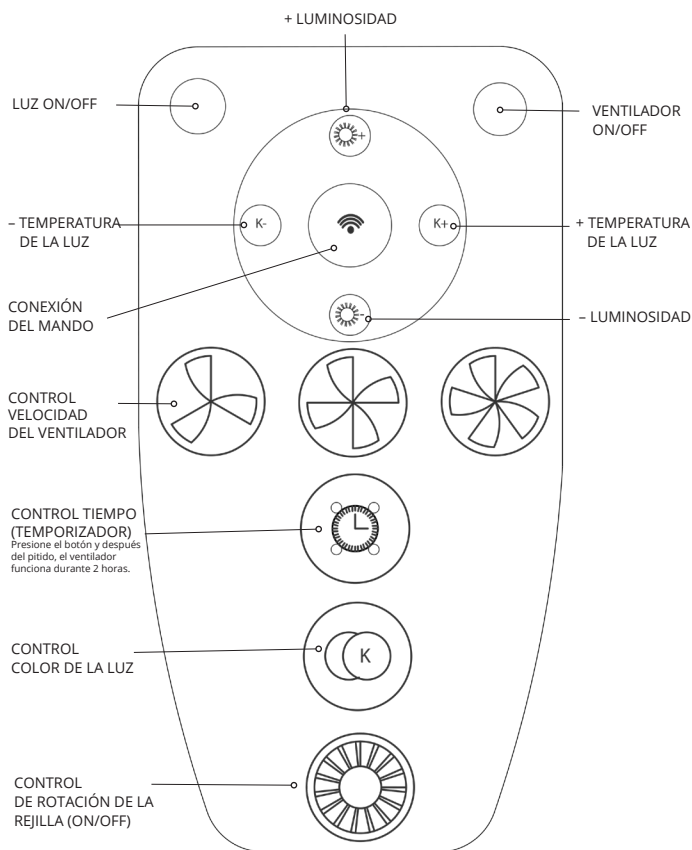 + LUMINOSIDAD
LUZ ON/OFF
VENTILADOR
ON/OFF
+
K-
K+
– TEMPERATURA
DE LA LUZ
+ TEMPERATURA
DE LA LUZ
CONEXIÓN
DEL MANDO
-
– LUMINOSIDAD
CONTROL
VELOCIDAD
DEL VENTILADOR
CONTROL TIEMPO
(TEMPORIZADOR)
Presione el botón y después
del pitido, el ventilador
funciona durante 2 horas.
CONTROL
COLOR DE LA LUZ
K
CONTROL
DE ROTACIÓN DE LA
REJILLA (ON/OFF)